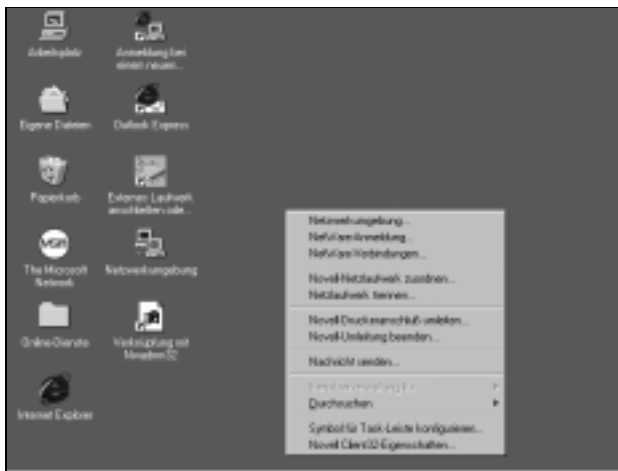 Arbeitsplatz
Anmeldung bei
einem neuen...
Eigene Dateien
Outlook Express
Papierkorb
Externes Laufwerk
anschließen oder...
The Microsoft
Network
Netzwerkumgebung
Online-Dienste
Verknüpfung mit
Internet Explorer
Netzwerkumgebung...
NetWare-Anmeldung...
NetWare-Verbindungen...
Novell-Netzlaufwerk zuordnen...
Netzlaufwerk trennen...
Novell-Druckeranschluß umleiten...
Novell-Umleitung beenden...
Nachricht senden...
Durchsuchen
Symbol für Task-Leiste konfigurieren...
Novell Client32-Eigenschaften...